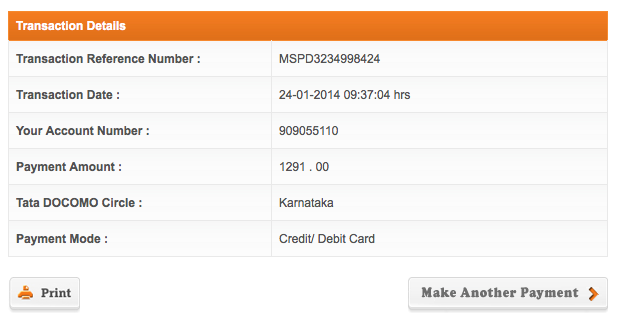 Transaction Details
Transaction Reference Number : MSPD3234998424
Transaction Date : 24-01-2014 09:37:04 hrs
Your Account Number : 909055110
Payment Amount : 1291 . 00
Tata DOCOMO Circle : Karnataka
Payment Mode : Credit/ Debit Card
Print Make Another Payment